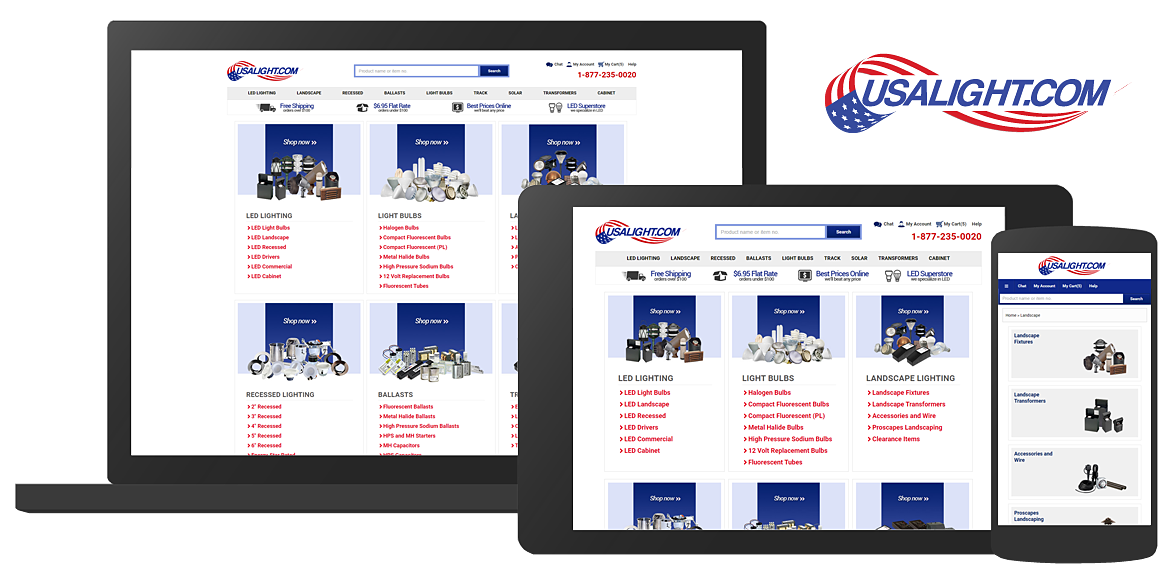 USALIGHT.COM
USALIGHT.COM
Product name or item no.
Search
Chat My Account My Cart(5) Help
1-877-235-0020
LED LIGHTING LANDSCAPE RECESSED BALLASTS LIGHT BULBS TRACK SOLAR TRANSFORMERS CABINET
Free Shipping
orders over $100
$6.95 Flat Rate
orders under $100
Best Prices Online
we'll beat any price
LED Superstore
we specialize in LED
Shop now >>
Shop now >>
Shop now >>
LED LIGHTING
LED Light Bulbs
LED Landscape
LED Recessed
LED Drivers
LED Commercial
LED Cabinet
LIGHT BULBS
Halogen Bulbs
Compact Fluorescent Bulbs
Compact Fluorescent (PL)
Metal Halide Bulbs
High Pressure Sodium Bulbs
12 Volt Replacement Bulbs
Fluorescent Tubes
LA
Shop now >>
Shop now >>
RECESSED LIGHTING
2" Recessed
3" Recessed
4" Recessed
5" Recessed
6" Recessed
BALLASTS
Fluorescent Ballasts
Metal Halide Ballasts
High Pressure Sodium Ballasts
HPS and MH Starters
MH Capacitors
HPS Capacitors
TR
USALIGHT.COM
Product name or item no.
Search
Chat My Account My Cart(5) Help
1-877-235-0020
LED LIGHTING LANDSCAPE RECESSED BALLASTS LIGHT BULBS TRACK SOLAR TRANSFORMERS CABINET
Free Shipping
orders over $100
$6.95 Flat Rate
orders under $100
Best Prices Online
we'll beat any price
LED Superstore
we specialize in LED
Shop now >>
Shop now >>
Shop now >>
LED LIGHTING
LED Light Bulbs
LED Landscape
LED Recessed
LED Drivers
LED Commercial
LED Cabinet
LIGHT BULBS
Halogen Bulbs
Compact Fluorescent Bulbs
Compact Fluorescent (PL)
Metal Halide Bulbs
High Pressure Sodium Bulbs
12 Volt Replacement Bulbs
Fluorescent Tubes
LANDSCAPE LIGHTING
Landscape Fixtures
Landscape Transformers
Accessories and Wire
Proscapes Landscaping
Clearance Items
Shop now >>
Shop now >>
Shop now >>
USALIGHT.COM
Chat My Account My Cart(5) Help
Product name or item no.
Search
Home » Landscape
Landscape
Fixtures
Landscape
Transformers
Accessories and
Wire
Proscapes
Landscaping